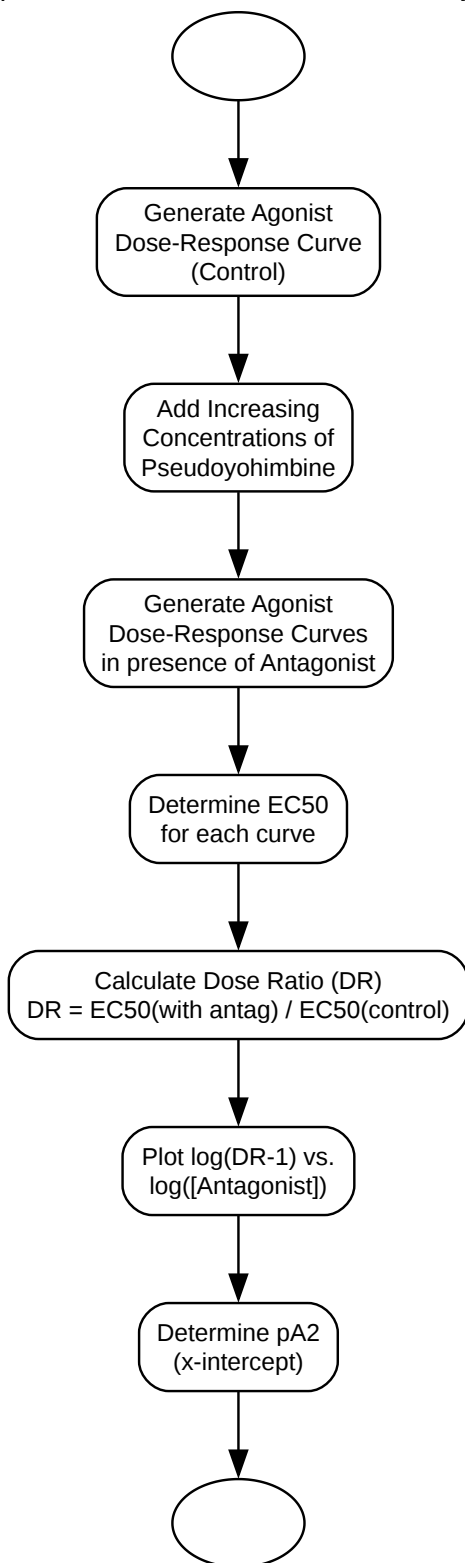 Generate Agonist
Dose-Response Curve
(Control)
Add Increasing
Concentrations of
Pseudoyohimbine
Generate Agonist
Dose-Response Curves
in presence of Antagonist
Determine EC50
for each curve
Calculate Dose Ratio (DR)
DR = EC50(with antag) / EC50(control)
Plot log(DR-1) vs.
log([Antagonist])
Determine pA2
(x-intercept)